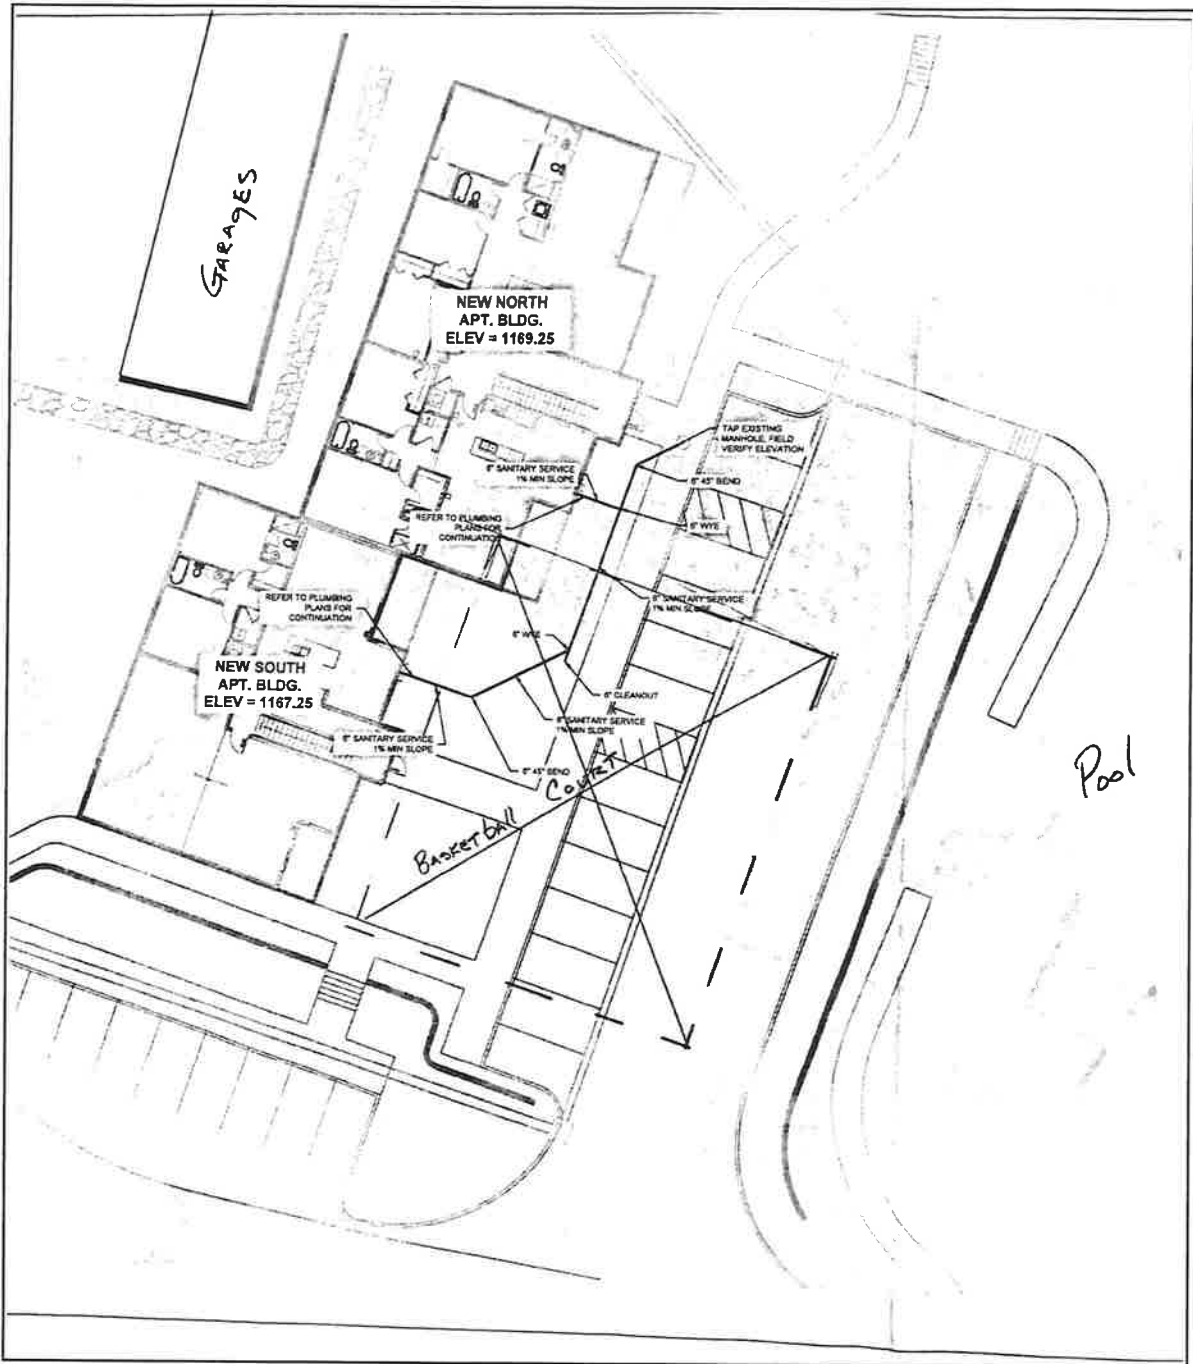 GARAGES
NEW NORTH
APT. BLDG.
ELEV = 1169.25
TAP EXISTING
MANHOLE, FIELD
VERIFY ELEVATION
6" SANITARY SERVICE
1% MIN SLOPE
6" 45° BEND
REFER TO PLUMBING
PLANS FOR
CONTINUATION
6" WYE
REFER TO PLUMBING
PLANS FOR
CONTINUATION
6" SANITARY SERVICE
1% MIN SLOPE
6" WYE
NEW SOUTH
APT. BLDG.
ELEV = 1167.25
6" CLEANOUT
6" SANITARY SERVICE
1% MIN SLOPE
6" SANITARY SERVICE
1% MIN SLOPE
6" 45° BEND
Basketball Court
Pool